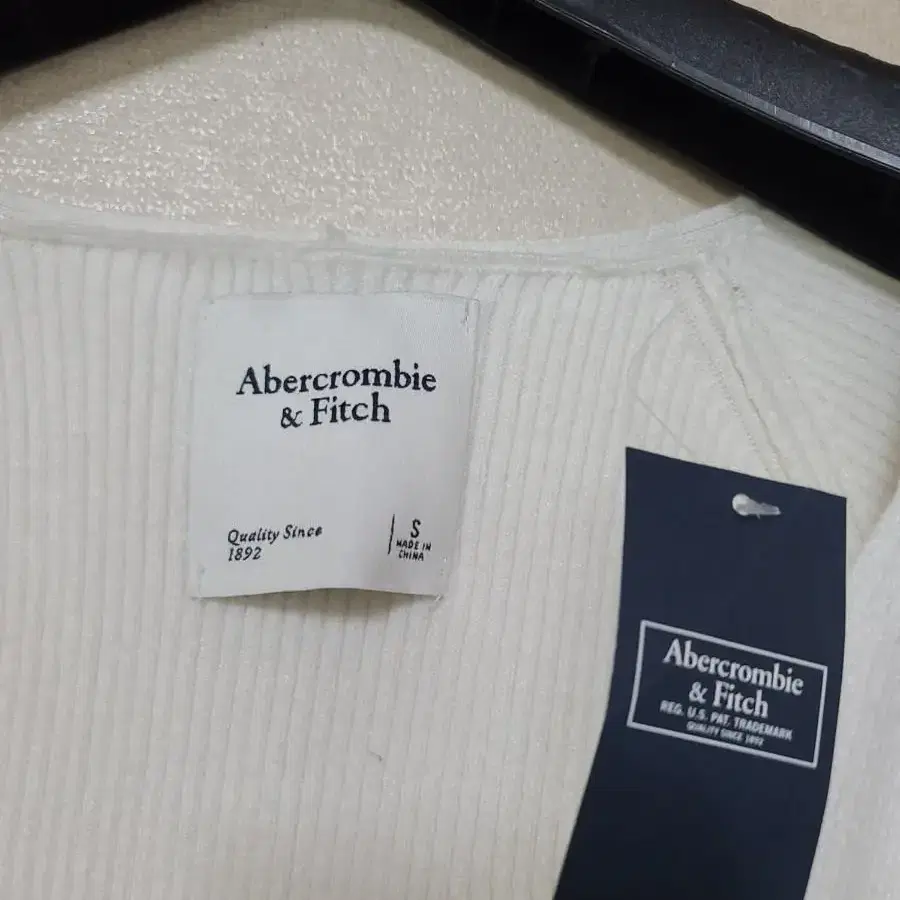 Abercrombie
& Fitch
Quality Since
1892
S
MADE IN
CHINA
Abercrombie
& Fitch
REG. U.S. PAT. TRADEMARK
QUALITY SINCE 1892